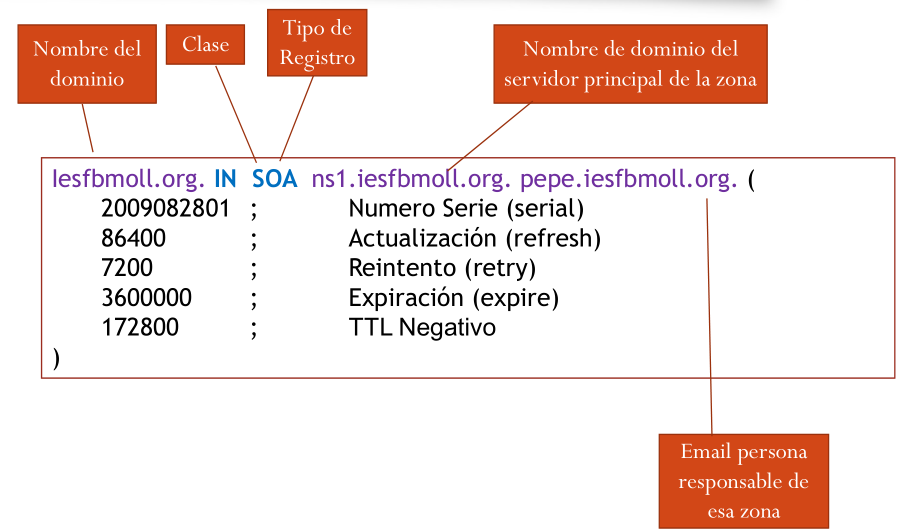 Nombre del
dominio
Clase
Tipo de
Registro
Nombre de dominio del
servidor principal de la zona
Iesfbmoll.org. IN SOA ns1.iesfbmoll.org. pepe.iesfbmoll.org. (
2009082801 ; Numero Serie (serial)
86400 ; Actualización (refresh)
7200 ; Reintento (retry)
3600000 ; Expiración (expire)
172800 ; TTL Negativo
)
Email persona
responsable de
esa zona